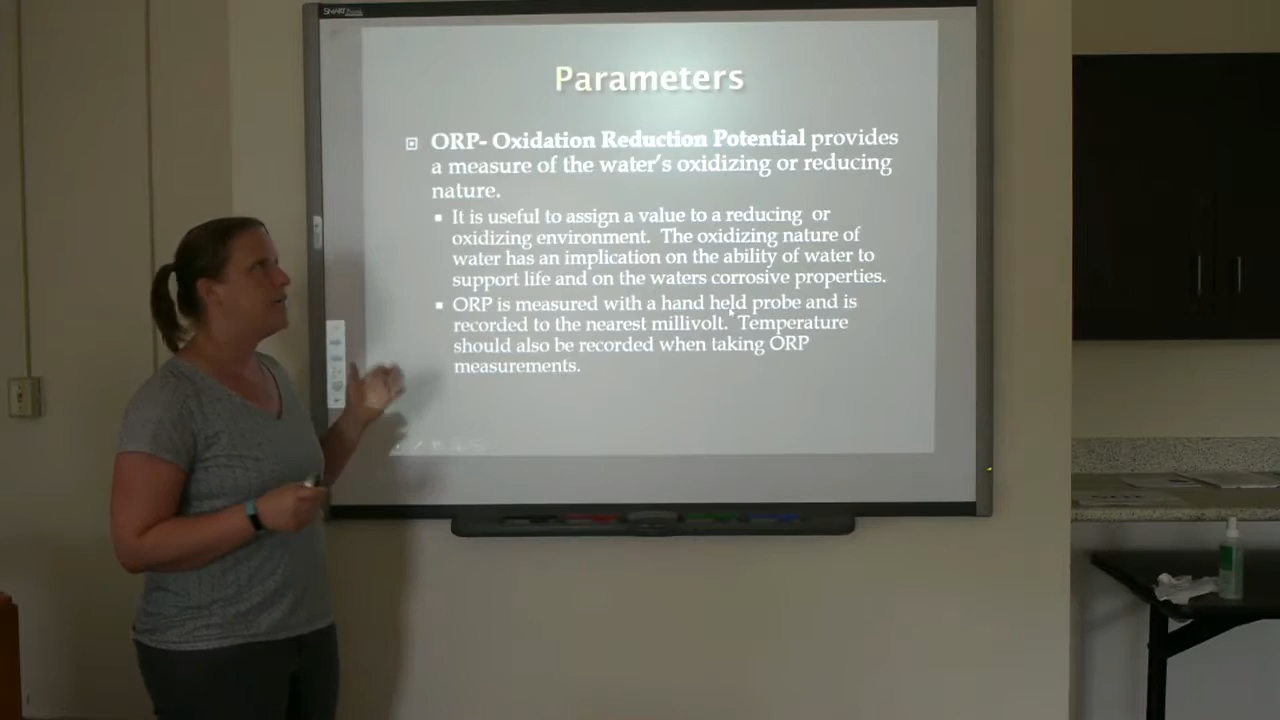 SMART
Parameters
ORP- Oxidation Reduction Potential provides
a measure of the water's oxidizing or reducing
nature.
It is useful to assign a value to a reducing or
oxidizing environment. The oxidizing nature of
water has an implication on the ability of water to
support life and on the waters corrosive properties.
ORP is measured with a hand held probe and is
recorded to the nearest millivolt. Temperature
should also be recorded when taking ORP
measurements.